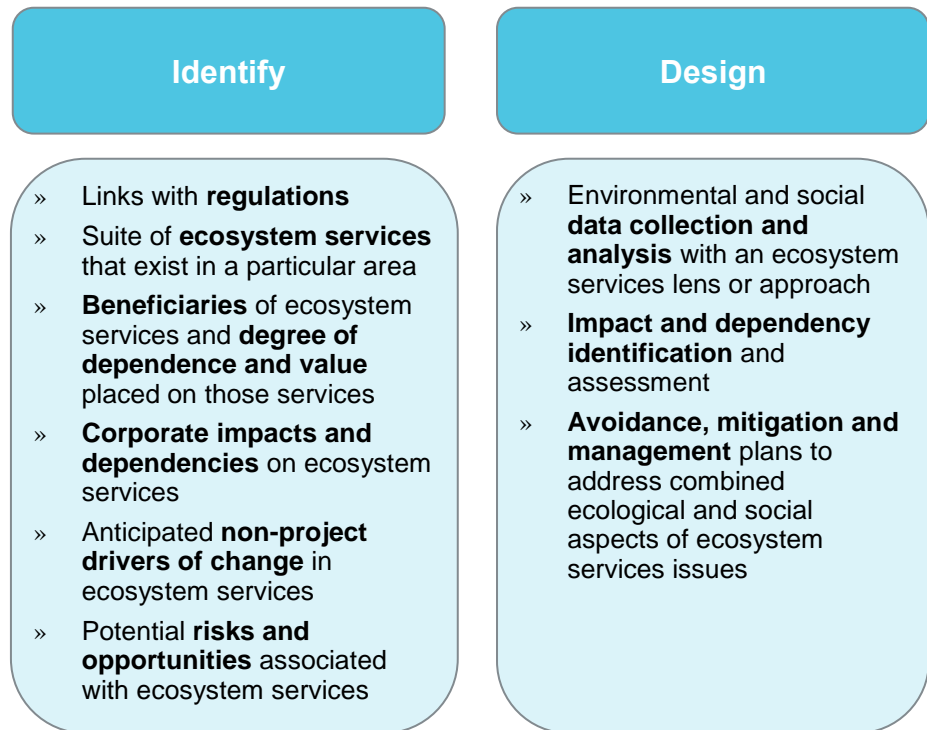 Identify
» Links with regulations
» Suite of ecosystem services
that exist in a particular area
» Beneficiaries of ecosystem
services and degree of
dependence and value
placed on those services
» Corporate impacts and
dependencies on ecosystem
services
» Anticipated non-project
drivers of change in
ecosystem services
» Potential risks and
opportunities associated
with ecosystem services
Design
» Environmental and social
data collection and
analysis with an ecosystem
services lens or approach
» Impact and dependency
identification and
assessment
» Avoidance, mitigation and
management plans to
address combined
ecological and social
aspects of ecosystem
services issues